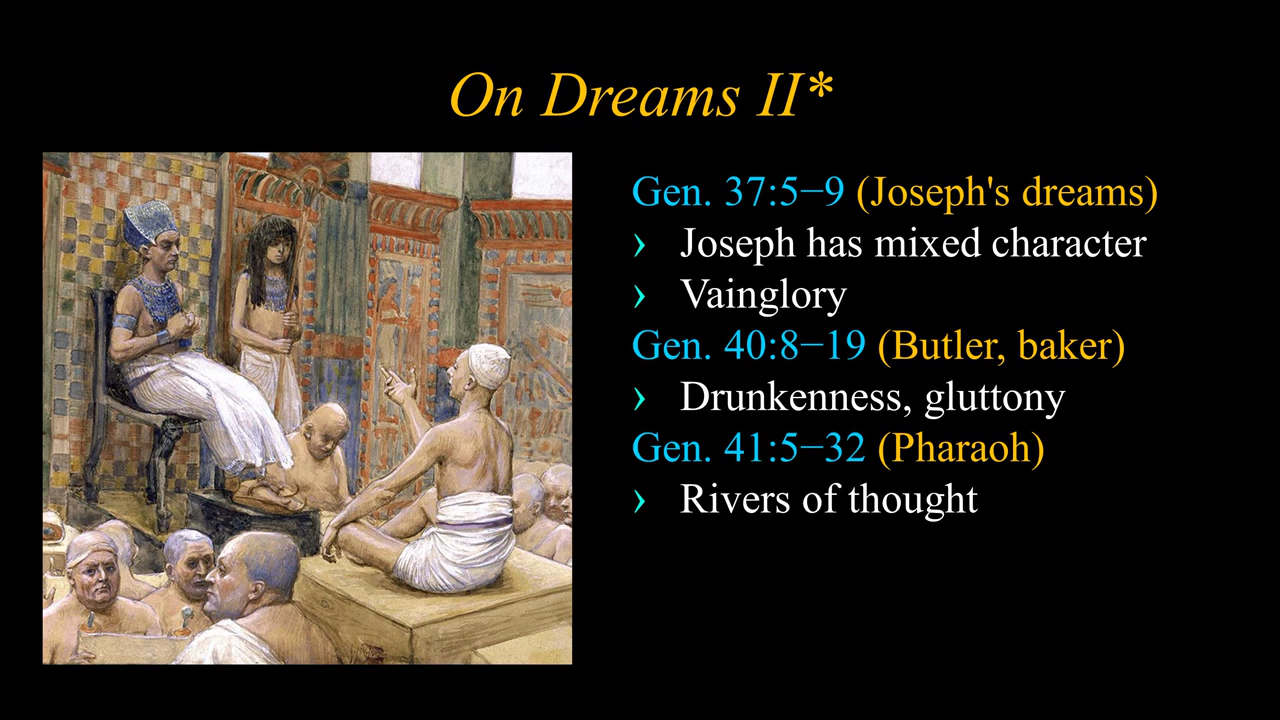 On Dreams II*
Gen. 37:5−9 (Joseph's dreams)
› Joseph has mixed character
› Vainglory
Gen. 40:8−19 (Butler, baker)
› Drunkenness, gluttony
Gen. 41:5−32 (Pharaoh)
› Rivers of thought